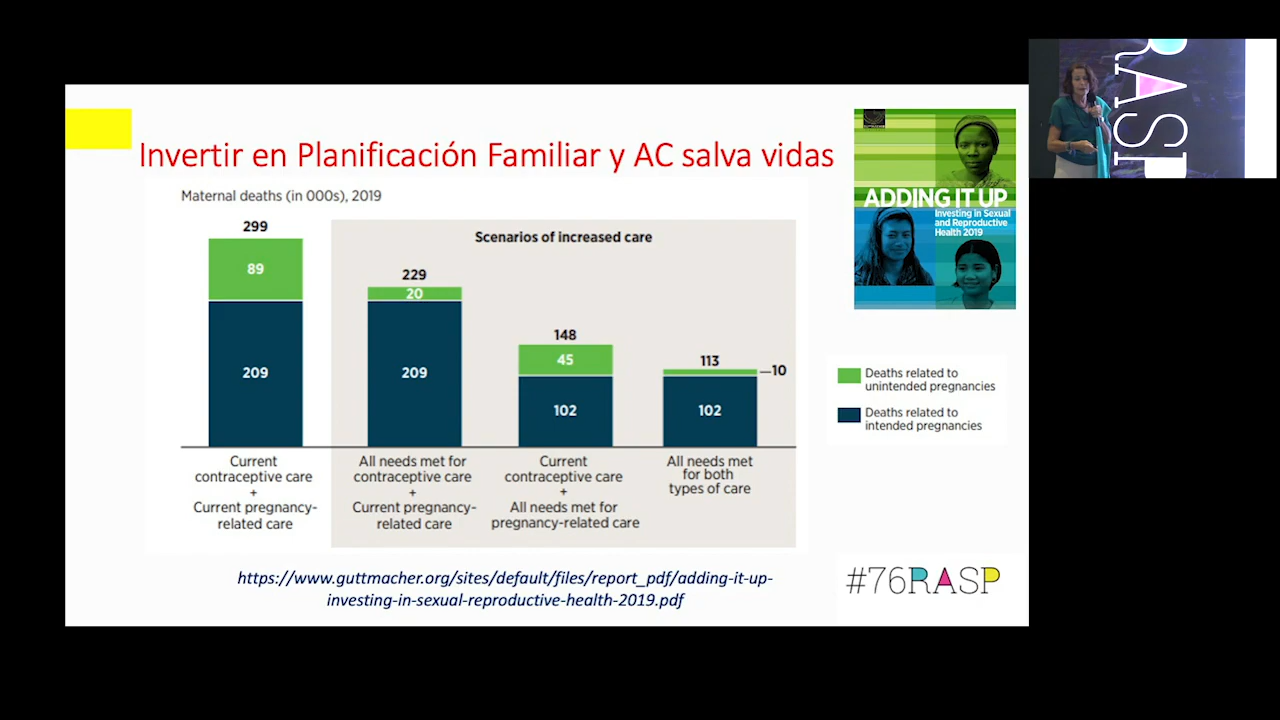 Invertir en Planificación Familiar y AC salva vidas
Maternal deaths (in 000s), 2019
Scenarios of increased care
299
89
209
229
20
209
148
45
102
113
10
102
Current
contraceptive care
+
Current pregnancy-
related care
All needs met for
contraceptive care
+
Current pregnancy-
related care
Current
contraceptive care
+
All needs met for
pregnancy-related care
All needs met
for both
types of care
ADDING IT UP
Investing in Sexual
and Reproductive
Health 2019
Deaths related to
unintended pregnancies
Deaths related to
intended pregnancies
https://www.guttmacher.org/sites/default/files/report_pdf/adding-it-up-
investing-in-sexual-reproductive-health-2019.pdf
#76RASP
RASP